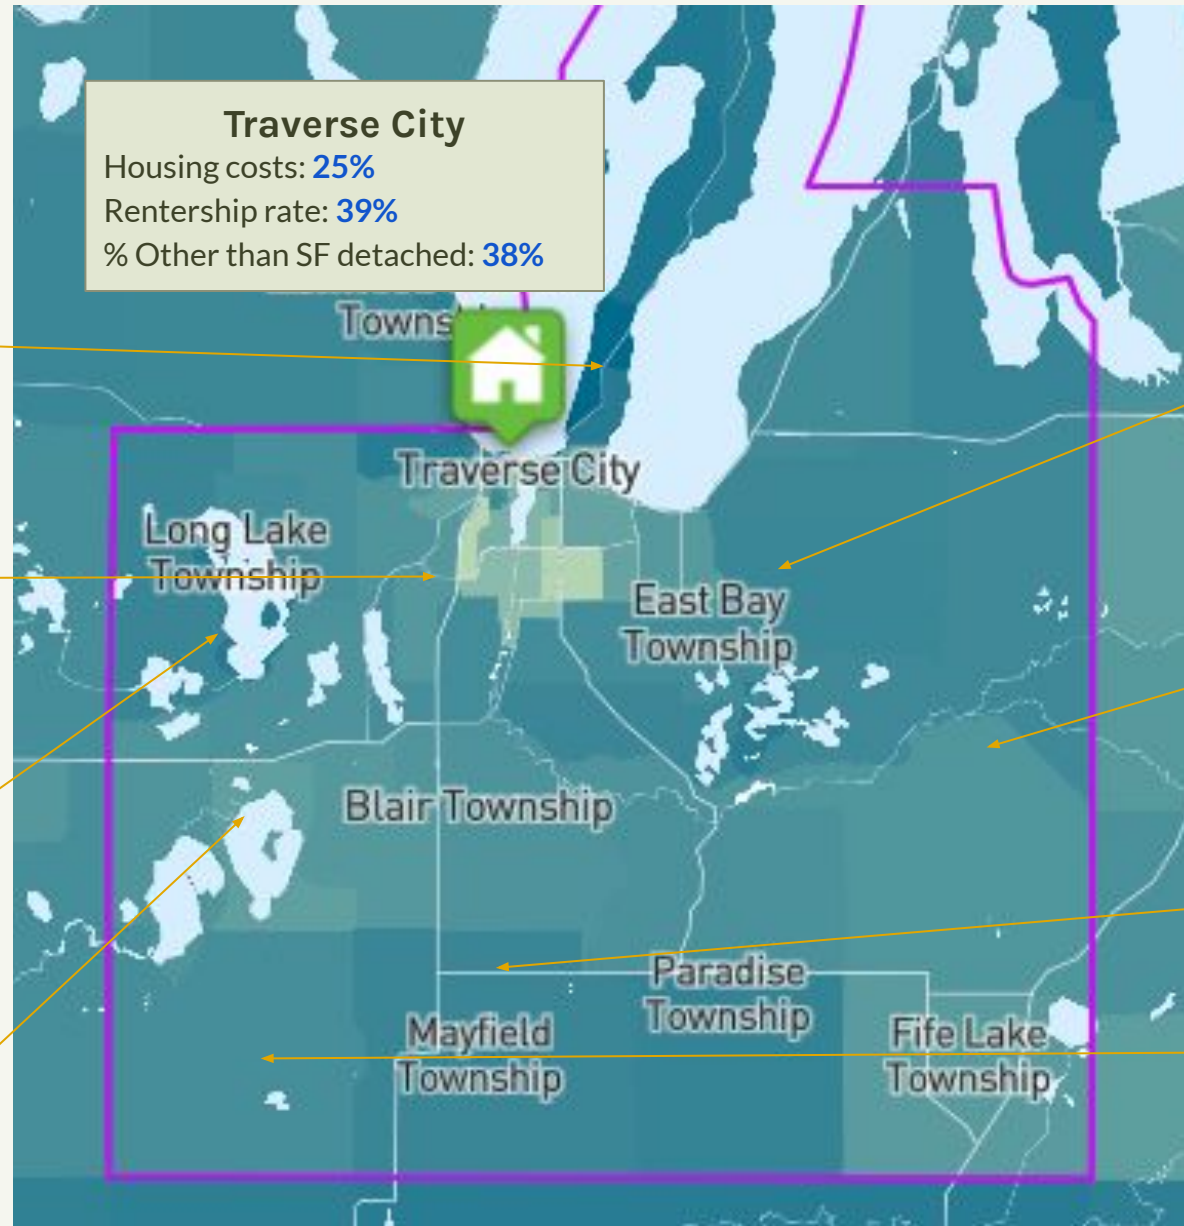 Traverse City
Housing costs: 25%
Rentership rate: 39%
% Other than SF detached: 38%
Traverse City
Long Lake
Township
East Bay
Township
Blair Township
Paradise
Township
Mayfield
Township
Fife Lake
Township